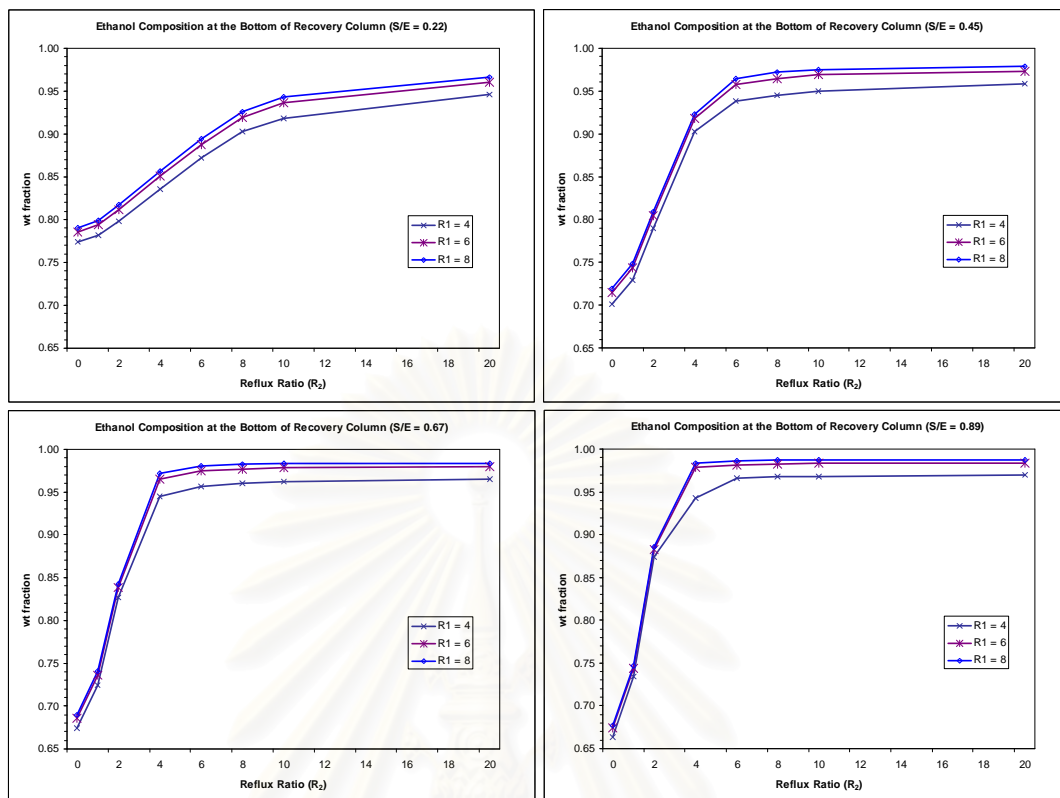 Ethanol Composition at the Bottom of Recovery Column (S/E = 0.22)
1.00
0.95
0.90
0.85
0.80
0.75
0.70
0.65
wt fraction
R1 = 4
R1 = 6
R1 = 8
0 2 4 6 8 10 12 14 16 18 20
Reflux Ratio (R₂)
Ethanol Composition at the Bottom of Recovery Column (S/E = 0.45)
1.00
0.95
0.90
0.85
0.80
0.75
0.70
0.65
wt fraction
R1 = 4
R1 = 6
R1 = 8
0 2 4 6 8 10 12 14 16 18 20
Reflux Ratio (R₂)
Ethanol Composition at the Bottom of Recovery Column (S/E = 0.67)
1.00
0.95
0.90
0.85
0.80
0.75
0.70
0.65
wt fraction
R1 = 4
R1 = 6
R1 = 8
0 2 4 6 8 10 12 14 16 18 20
Reflux Ratio (R₂)
Ethanol Composition at the Bottom of Recovery Column (S/E = 0.89)
1.00
0.95
0.90
0.85
0.80
0.75
0.70
0.65
wt fraction
R1 = 4
R1 = 6
R1 = 8
0 2 4 6 8 10 12 14 16 18 20
Reflux Ratio (R₂)